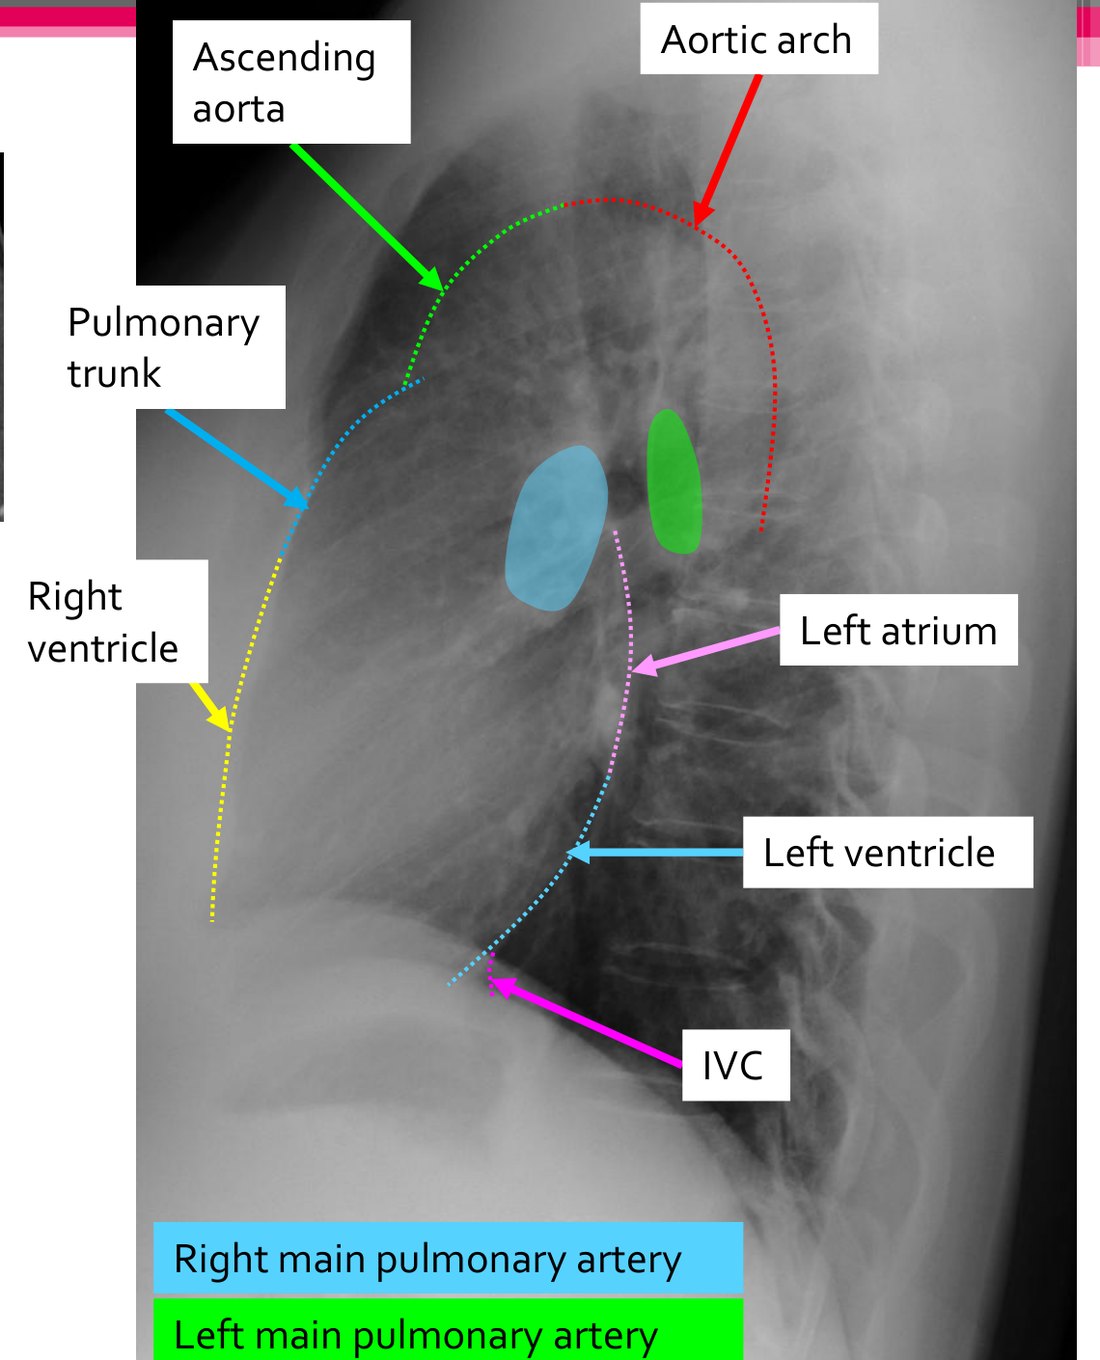 Ascending
aorta
Aortic arch
Pulmonary
trunk
Right
ventricle
Left atrium
Left ventricle
IVC
Right main pulmonary artery
Left main pulmonary artery